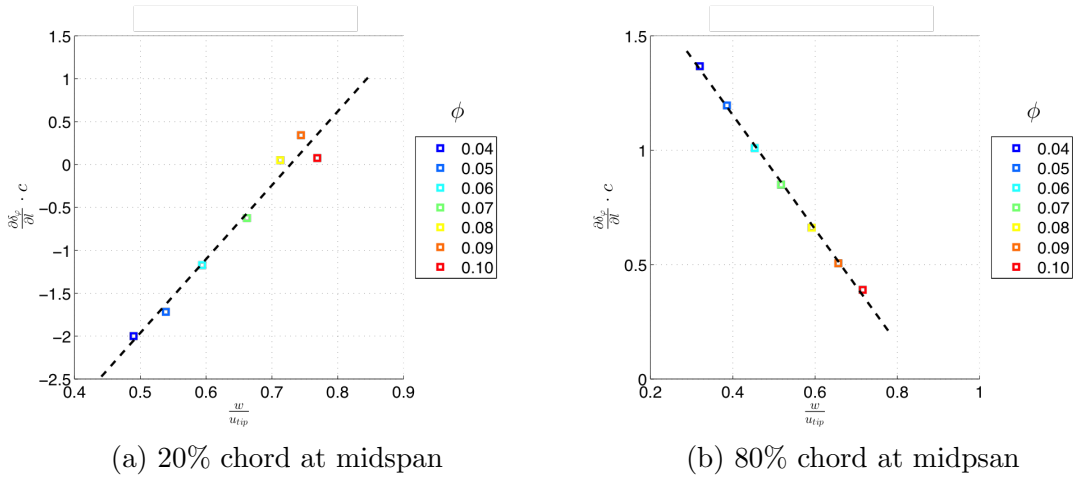 1.5
1
0.5
0
−0.5
−1
−1.5
−2
−2.5
0.4 0.5 0.6 0.7 0.8 0.9
∂δφ/∂l · c
w/u_tip
ϕ
0.04
0.05
0.06
0.07
0.08
0.09
0.10
(a) 20% chord at midspan
1.5
1
0.5
0
0.2 0.4 0.6 0.8 1
∂δφ/∂l · c
w/u_tip
ϕ
0.04
0.05
0.06
0.07
0.08
0.09
0.10
(b) 80% chord at midpsan